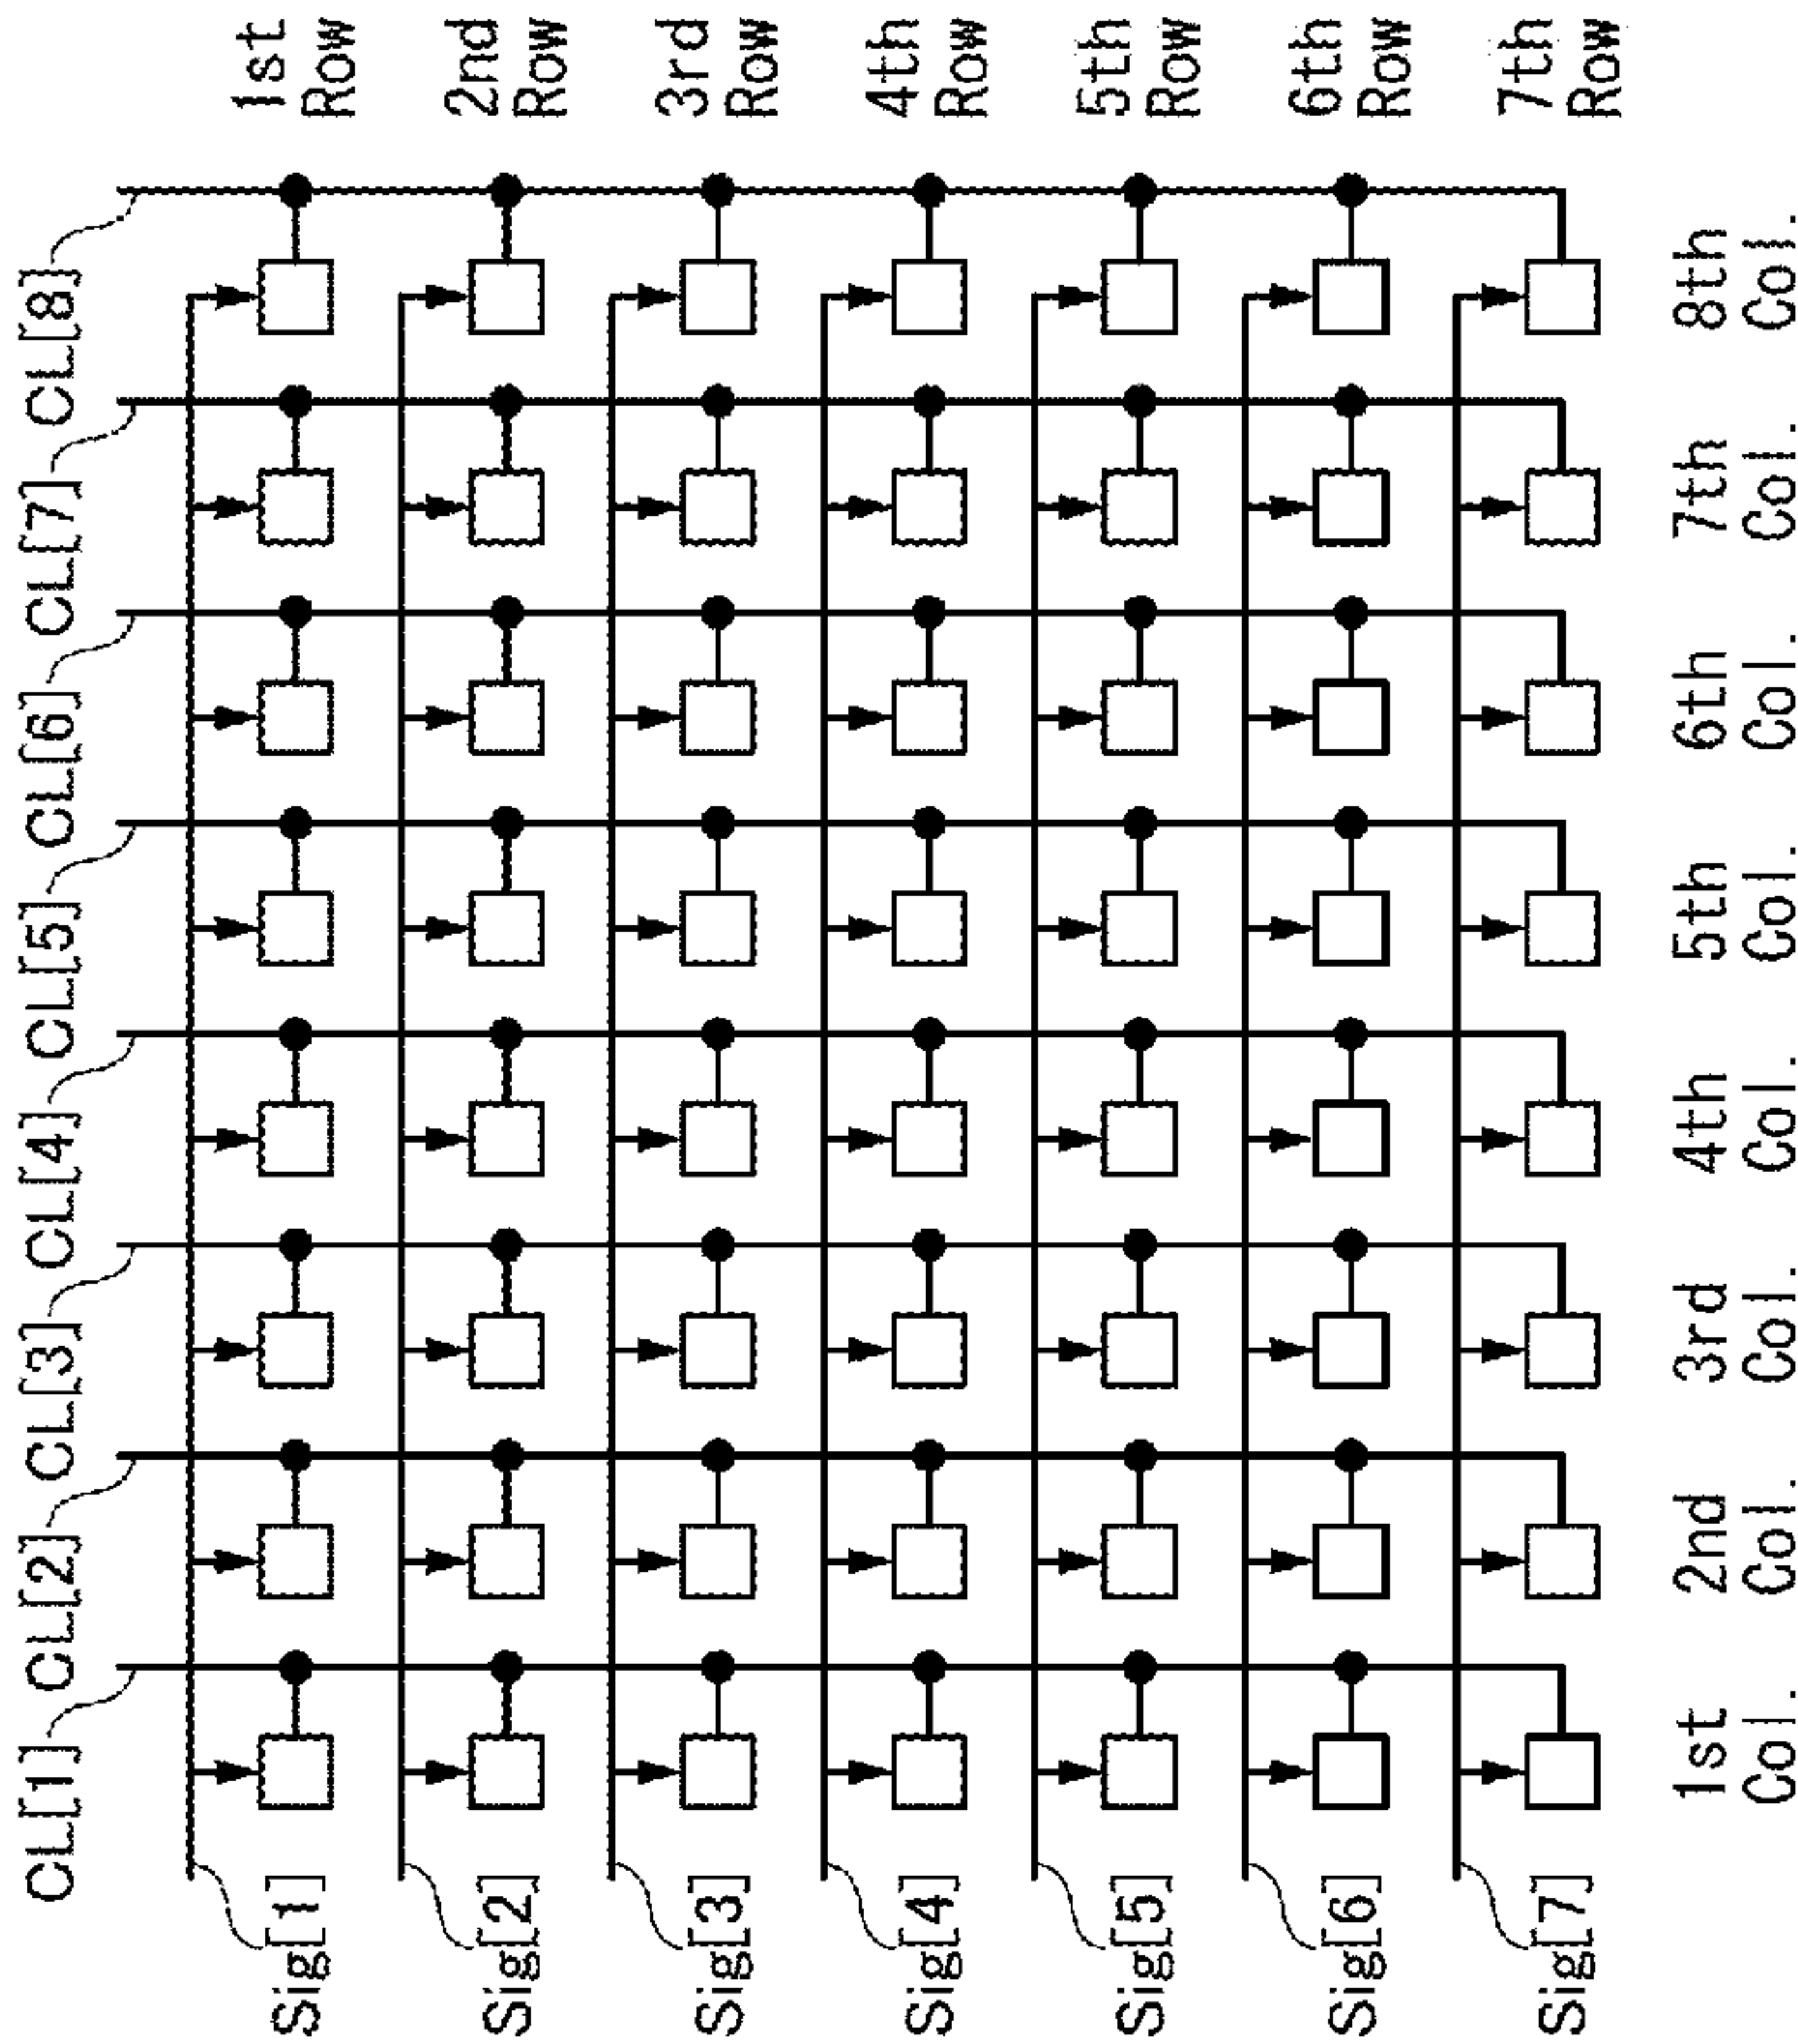 CL[1] CL[2] CL[3] CL[4] CL[5] CL[6] CL[7] CL[8]
Sig[1]
1st
Row
Sig[2]
2nd
Row
Sig[3]
3rd
Row
Sig[4]
4th
Row
Sig[5]
5th
Row
Sig[6]
6th
Row
Sig[7]
7th
Row
1st 2nd 3rd 4th 5th 6th 7th 8th
Col. Col. Col. Col. Col. Col. Col. Col.